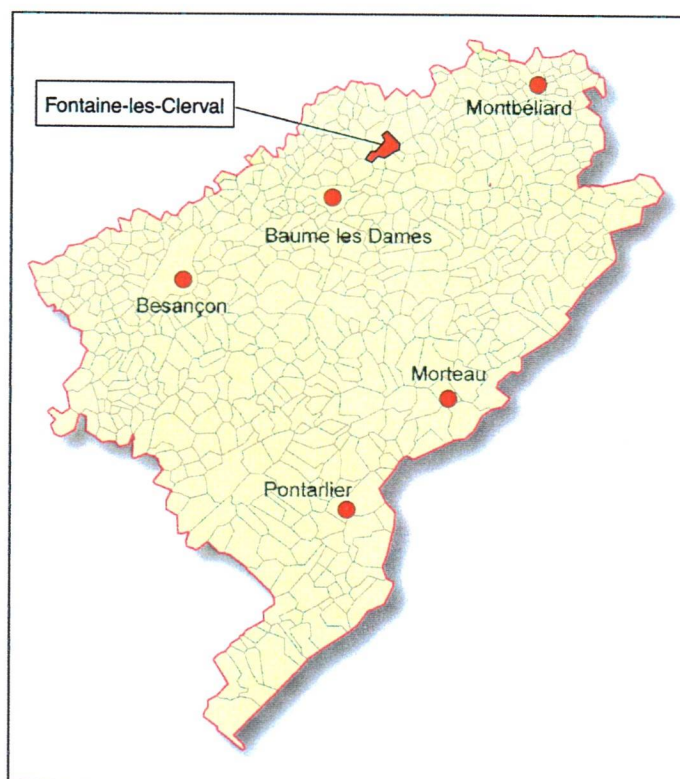 Montbéliard
Fontaine-les-Clerval
Baume les Dames
Besançon
Morteau
Pontarlier